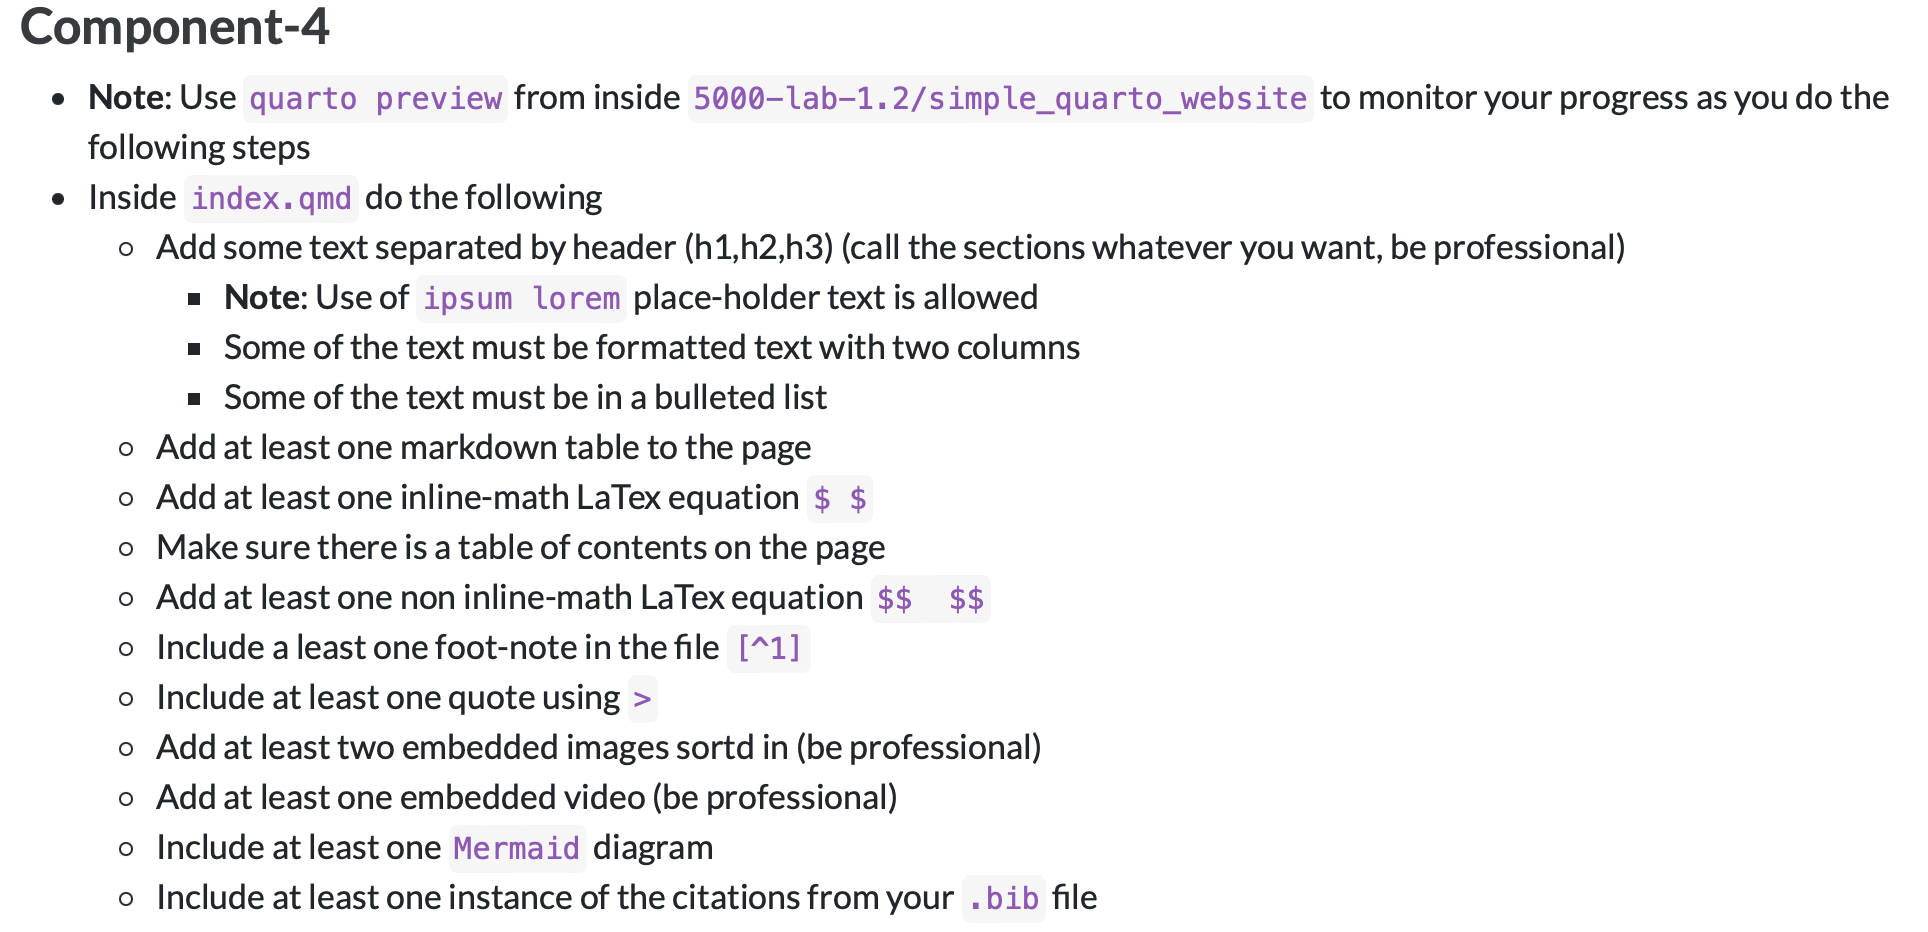 Component-4
• Note: Use quarto preview from inside 5000-lab-1.2/simple_quarto_website to monitor your progress as you do the
following steps
• Inside index.qmd do the following
○ Add some text separated by header (h1,h2,h3) (call the sections whatever you want, be professional)
▪ Note: Use of ipsum lorem place-holder text is allowed
▪ Some of the text must be formatted text with two columns
▪ Some of the text must be in a bulleted list
○ Add at least one markdown table to the page
○ Add at least one inline-math LaTex equation $ $
○ Make sure there is a table of contents on the page
○ Add at least one non inline-math LaTex equation $$  $$
○ Include a least one foot-note in the file [^1]
○ Include at least one quote using >
○ Add at least two embedded images sortd in (be professional)
○ Add at least one embedded video (be professional)
○ Include at least one Mermaid diagram
○ Include at least one instance of the citations from your .bib file